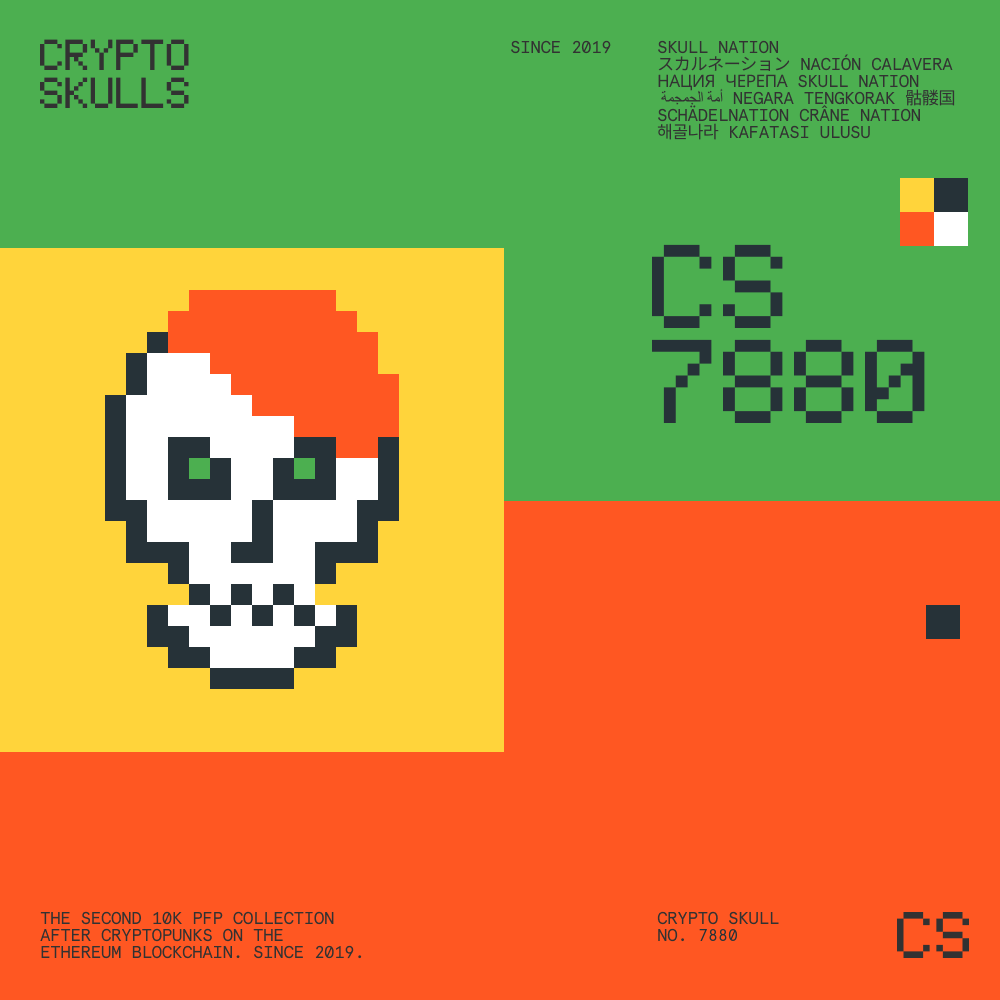 CRYPTO
SKULLS
SINCE 2019
SKULL NATION
スカルネーション NACIÓN CALAVERA
НАЦИЯ ЧЕРЕПА SKULL NATION
أمة الجمجمة NEGARA TENGKORAK 骷髅国
SCHÄDELNATION CRÂNE NATION
해골나라 KAFATASI ULUSU
CS
7880
THE SECOND 10K PFP COLLECTION
AFTER CRYPTOPUNKS ON THE
ETHEREUM BLOCKCHAIN. SINCE 2019.
CRYPTO SKULL
NO. 7880
CS